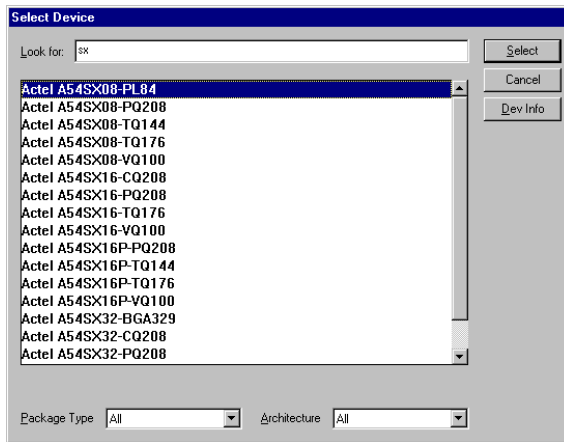 Select Device
Look for: sx
Select
Cancel
Dev Info
Actel A54SX08-PL84
Actel A54SX08-PQ208
Actel A54SX08-TQ144
Actel A54SX08-TQ176
Actel A54SX08-VQ100
Actel A54SX16-CQ208
Actel A54SX16-PQ208
Actel A54SX16-TQ176
Actel A54SX16-VQ100
Actel A54SX16P-PQ208
Actel A54SX16P-TQ144
Actel A54SX16P-TQ176
Actel A54SX16P-VQ100
Actel A54SX32-BGA329
Actel A54SX32-CQ208
Actel A54SX32-PQ208
Package Type All Architecture All